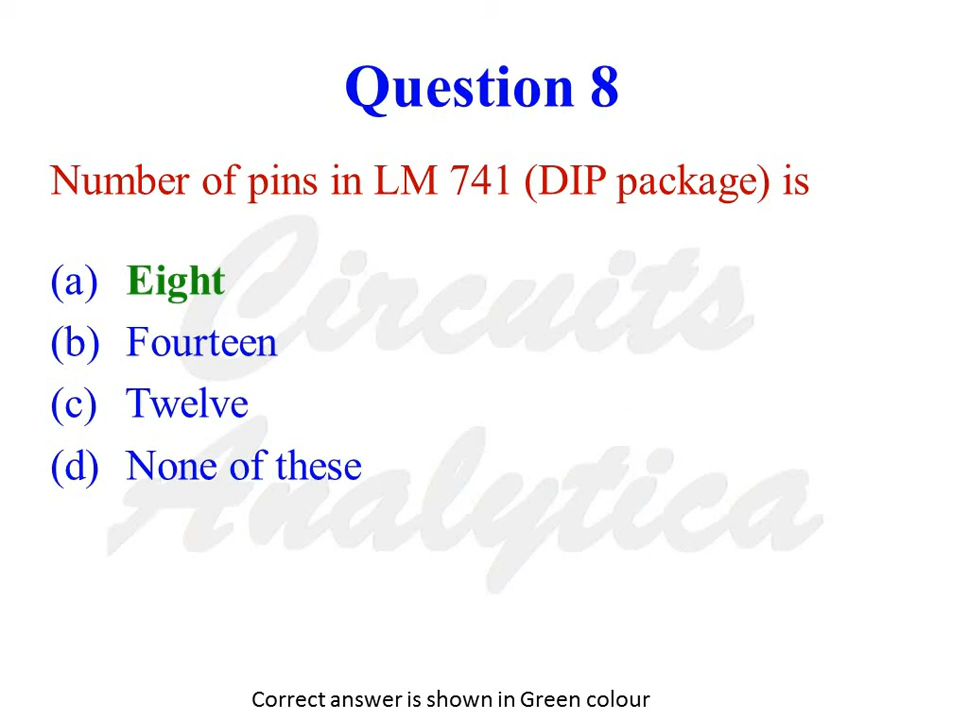 Question 8
Number of pins in LM 741 (DIP package) is
(a) Eight
(b) Fourteen
(c) Twelve
(d) None of these
Circuits
Analytica
Correct answer is shown in Green colour